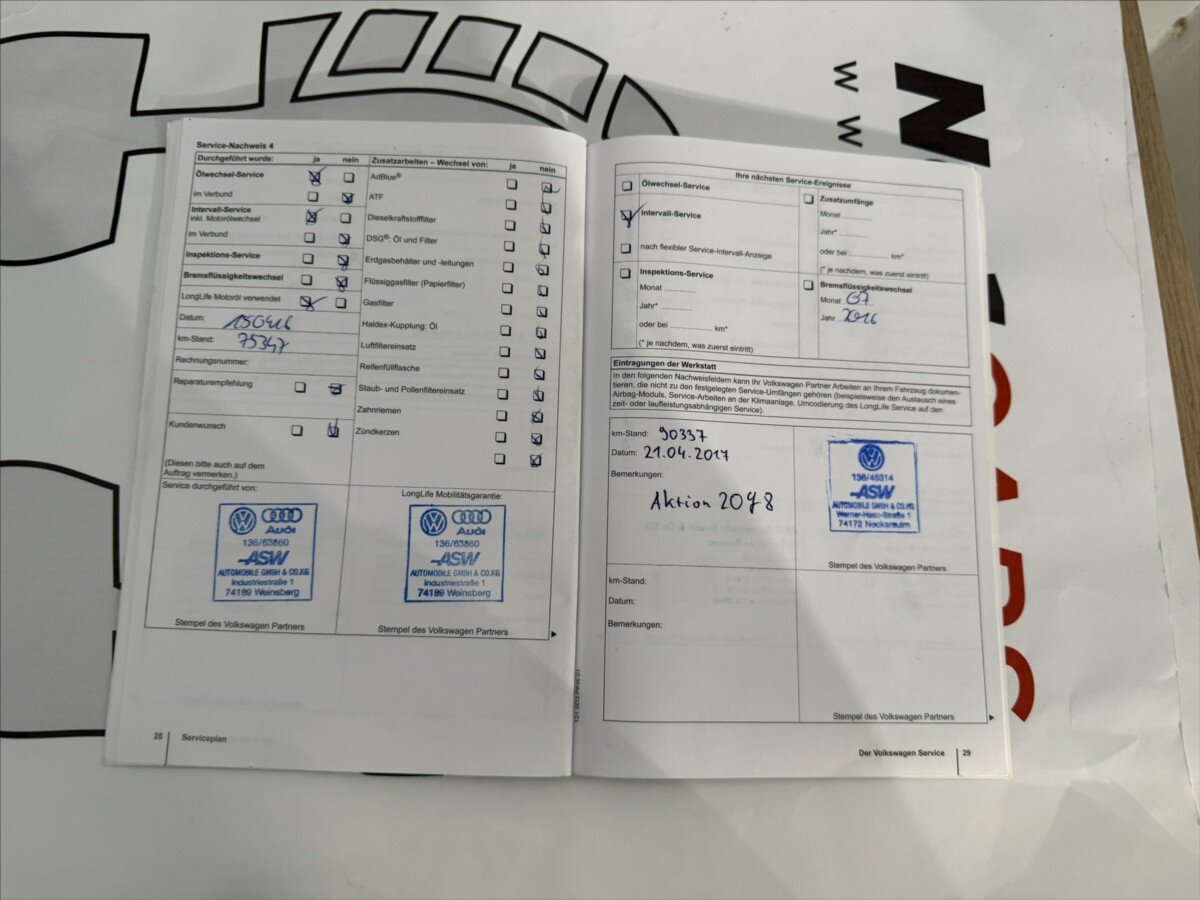 W W
N
Service-Nachweis 4
Durchgeführt wurde: ja nein
Ölwechsel-Service
im Verbund
Intervall-Service
inkl. Motorölwechsel
im Verbund
Inspektions-Service
Bremsflüssigkeitswechsel
LongLife Motoröl verwendet
Datum: 150416
km-Stand: 75347
Rechnungsnummer:
Reparaturempfehlung
Kundenwunsch
(Diesen bitte auch auf dem
Auftrag vermerken.)
Zusatzarbeiten – Wechsel von: ja nein
AdBlue®
ATF
Dieselkraftstofffilter
DSG®: Öl und Filter
Erdgasbehälter und -leitungen
Flüssiggasfilter (Papierfilter)
Gasfilter
Haldex-Kupplung: Öl
Luftfiltereinsatz
Reifenfüllflasche
Staub- und Pollenfiltereinsatz
Zahnriemen
Zündkerzen
Service durchgeführt von:
Audi
136/63860
ASW
AUTOMOBILE GMBH & CO.KG
Industriestraße 1
74189 Weinsberg
Stempel des Volkswagen Partners
LongLife Mobilitätsgarantie:
Audi
136/63860
ASW
AUTOMOBILE GMBH & CO.KG
Industriestraße 1
74189 Weinsberg
Stempel des Volkswagen Partners
28 Serviceplan
Ihre nächsten Service-Ereignisse
Ölwechsel-Service
Intervall-Service
nach flexibler Service-Intervall-Anzeige
Inspektions-Service
Monat ..............
Jahr* ..............
oder bei ................... km*
(* je nachdem, was zuerst eintritt)
Zusatzumfänge
Monat .............
Jahr* .............
oder bei ................... km*
(* je nachdem, was zuerst eintritt)
Bremsflüssigkeitswechsel
Monat 07
Jahr 2016
Eintragungen der Werkstatt
In den folgenden Nachweisfeldern kann Ihr Volkswagen Partner Arbeiten an Ihrem Fahrzeug dokumen-
tieren, die nicht zu den festgelegten Service-Umfängen gehören (beispielsweise den Austausch eines
Airbag-Moduls, Service-Arbeiten an der Klimaanlage, Umcodierung des LongLife Service auf den
zeit- oder laufleistungsabhängigen Service).
km-Stand: 90337
Datum: 21.04.2017
Bemerkungen:
Aktion 2078
136/45314
ASW
AUTOMOBILE GMBH & CO.KG
74172 Neckarsulm
Stempel des Volkswagen Partners
km-Stand:
Datum:
Bemerkungen:
Stempel des Volkswagen Partners
Der Volkswagen Service 29